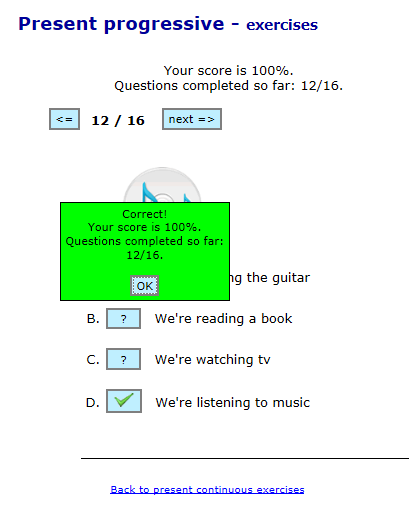 Present progressive - exercises
Your score is 100%.
Questions completed so far: 12/16.
<= 12 / 16 next =>
Correct!
Your score is 100%.
Questions completed so far:
12/16.
OK
the guitar
B. ? We're reading a book
C. ? We're watching tv
D. We're listening to music
Back to present continuous exercises